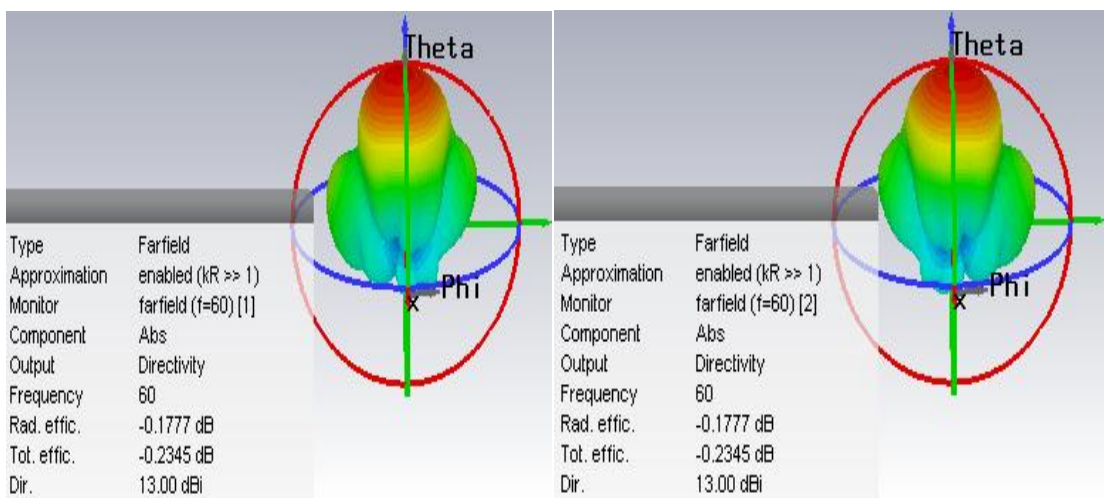 Theta
Phi
x
Type Farfield
Approximation enabled (kR >> 1)
Monitor farfield (f=60) [1]
Component Abs
Output Directivity
Frequency 60
Rad. effic. -0.1777 dB
Tot. effic. -0.2345 dB
Dir. 13.00 dBi
Theta
Phi
x
Type Farfield
Approximation enabled (kR >> 1)
Monitor farfield (f=60) [2]
Component Abs
Output Directivity
Frequency 60
Rad. effic. -0.1777 dB
Tot. effic. -0.2345 dB
Dir. 13.00 dBi